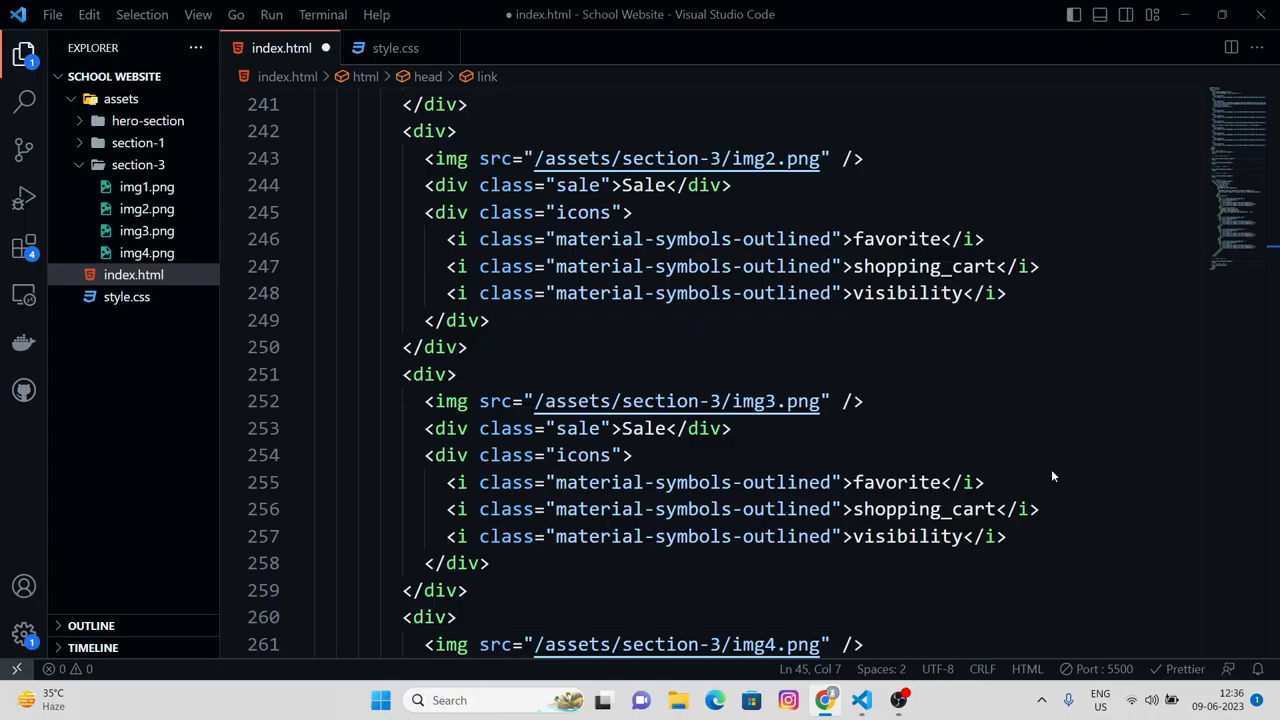 File Edit Selection View Go Run Terminal Help
● index.html - School Website - Visual Studio Code
EXPLORER
SCHOOL WEBSITE
assets
hero-section
section-1
section-3
img1.png
img2.png
img3.png
img4.png
index.html
style.css
OUTLINE
TIMELINE
1
4
1
index.html ● style.css
index.html > html > head > link
241 </div>
242 <div>
243 <img src="/assets/section-3/img2.png" />
244 <div class="sale">Sale</div>
245 <div class="icons">
246 <i class="material-symbols-outlined">favorite</i>
247 <i class="material-symbols-outlined">shopping_cart</i>
248 <i class="material-symbols-outlined">visibility</i>
249 </div>
250 </div>
251 <div>
252 <img src="/assets/section-3/img3.png" />
253 <div class="sale">Sale</div>
254 <div class="icons">
255 <i class="material-symbols-outlined">favorite</i>
256 <i class="material-symbols-outlined">shopping_cart</i>
257 <i class="material-symbols-outlined">visibility</i>
258 </div>
259 </div>
260 <div>
261 <img src="/assets/section-3/img4.png" />
0 0 Ln 45, Col 7 Spaces: 2 UTF-8 CRLF HTML Port : 5500 Prettier
35°C
Haze
Search
ENG
US
12:36
09-06-2023
1